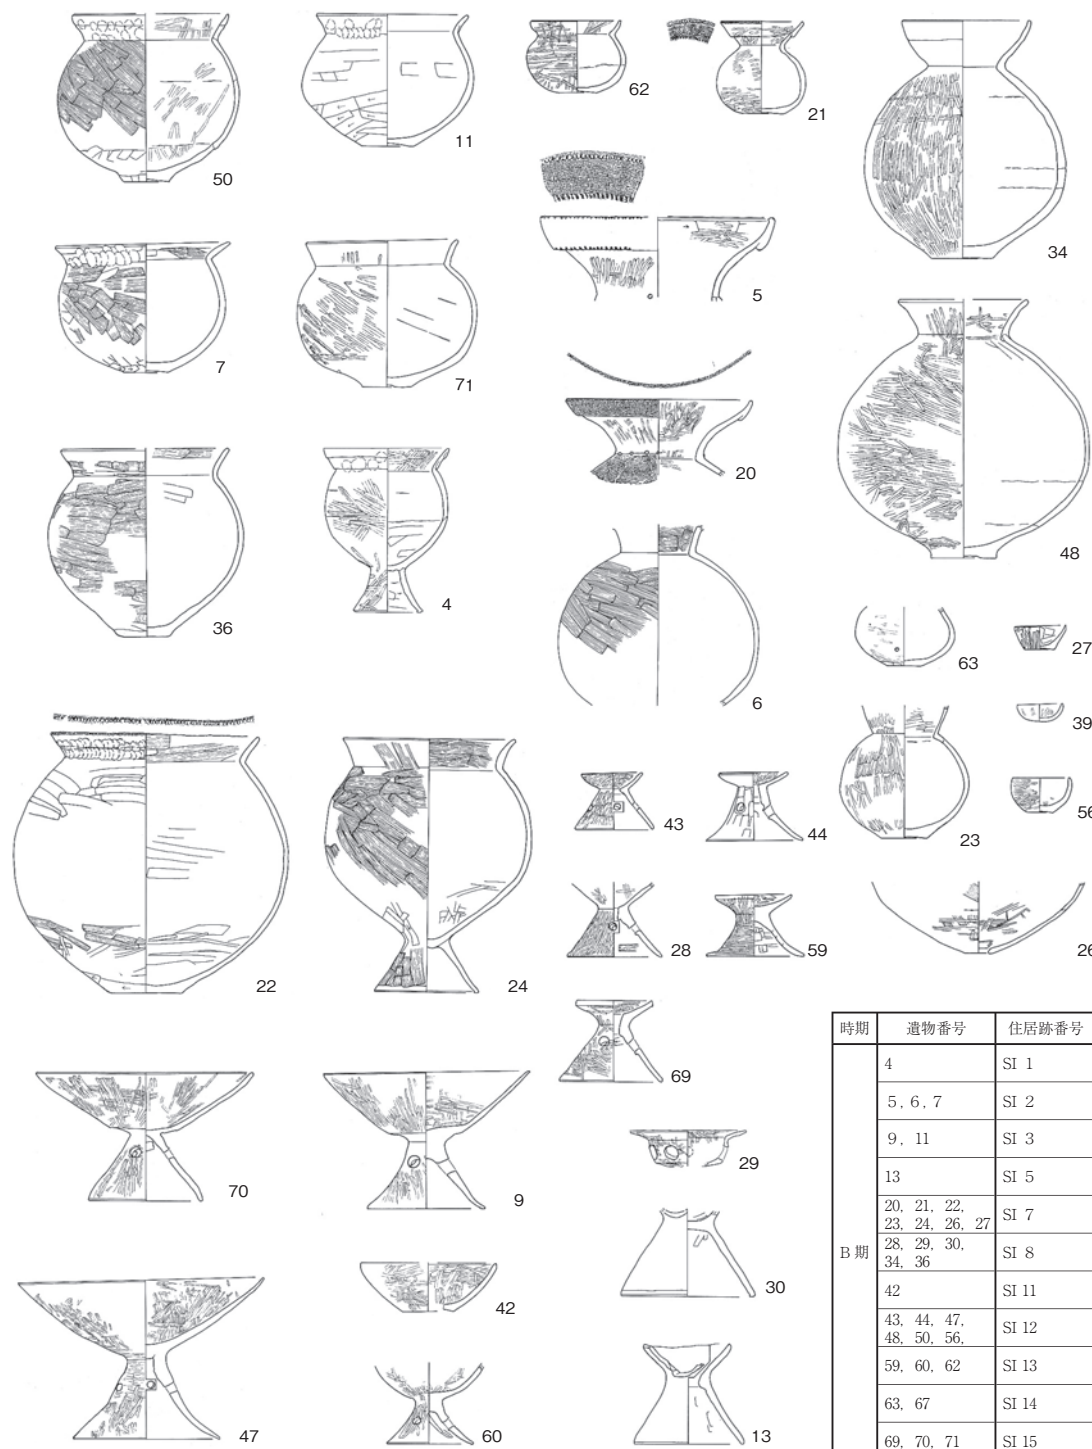 50
11
62
21
34
5
7
71
20
48
36
4
6
63
27
39
56
23
43
44
22
24
28
59
26
69
70
9
29
30
42
47
60
13
時期 遺物番号 住居跡番号
B 期
4 SI 1
5, 6, 7 SI 2
9, 11 SI 3
13 SI 5
20, 21, 22,
23, 24, 26, 27 SI 7
28, 29, 30,
34, 36 SI 8
42 SI 11
43, 44, 47,
48, 50, 56, SI 12
59, 60, 62 SI 13
63, 67 SI 14
69, 70, 71 SI 15